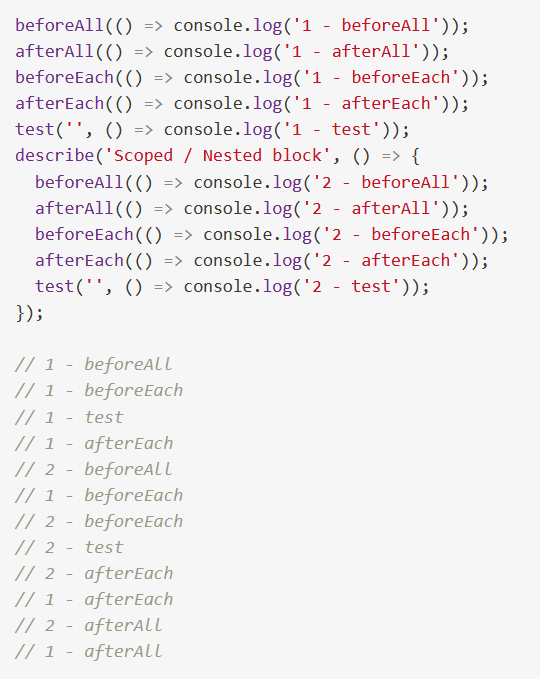 beforeAll(() => console.log('1 - beforeAll'));
afterAll(() => console.log('1 - afterAll'));
beforeEach(() => console.log('1 - beforeEach'));
afterEach(() => console.log('1 - afterEach'));
test('', () => console.log('1 - test'));
describe('Scoped / Nested block', () => {
  beforeAll(() => console.log('2 - beforeAll'));
  afterAll(() => console.log('2 - afterAll'));
  beforeEach(() => console.log('2 - beforeEach'));
  afterEach(() => console.log('2 - afterEach'));
  test('', () => console.log('2 - test'));
});

// 1 - beforeAll
// 1 - beforeEach
// 1 - test
// 1 - afterEach
// 2 - beforeAll
// 1 - beforeEach
// 2 - beforeEach
// 2 - test
// 2 - afterEach
// 1 - afterEach
// 2 - afterAll
// 1 - afterAll